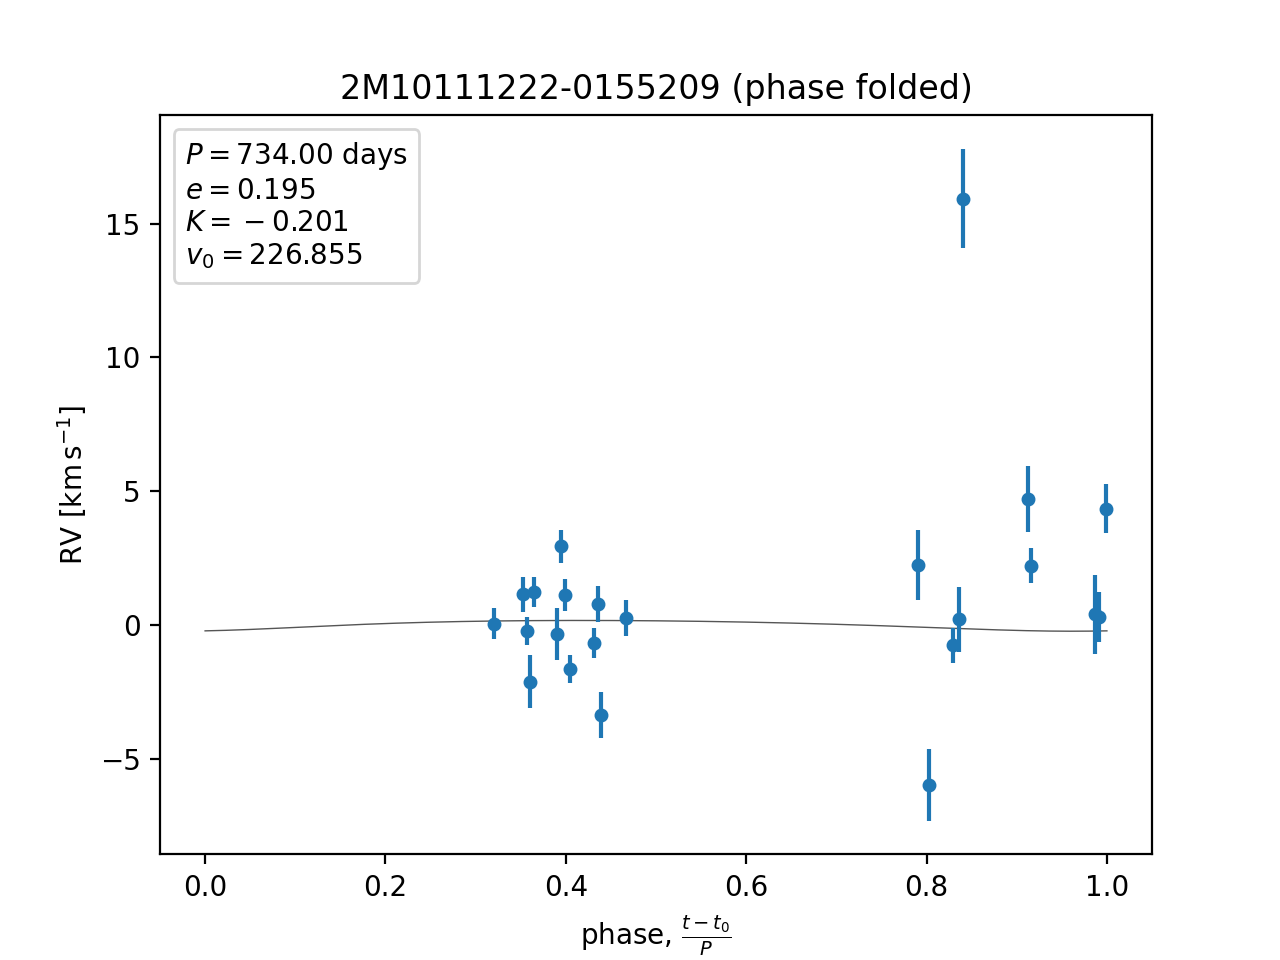 2M10111222-0155209 (phase folded)
P = 734.00 days
e = 0.195
K = −0.201
v₀ = 226.855
15
10
5
0
−5
RV [km s⁻¹]
0.0 0.2 0.4 0.6 0.8 1.0
phase, (t − t₀)/P